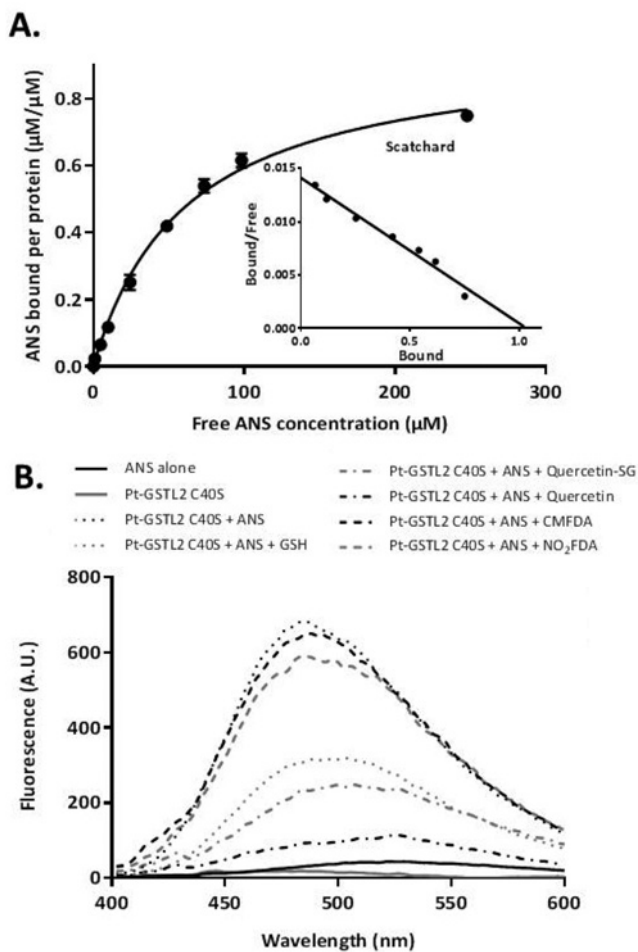 A.
ANS bound per protein (µM/µM)
0.8
0.6
0.4
0.2
0.0
0
100
200
300
Free ANS concentration (µM)
Scatchard
Bound/Free
0.015
0.010
0.005
0.000
0.0
0.5
1.0
Bound
B.
ANS alone
Pt-GSTL2 C40S
Pt-GSTL2 C40S + ANS
Pt-GSTL2 C40S + ANS + GSH
Pt-GSTL2 C40S + ANS + Quercetin-SG
Pt-GSTL2 C40S + ANS + Quercetin
Pt-GSTL2 C40S + ANS + CMFDA
Pt-GSTL2 C40S + ANS + NO₂FDA
Fluorescence (A.U.)
800
600
400
200
0
400
450
500
550
600
Wavelength (nm)